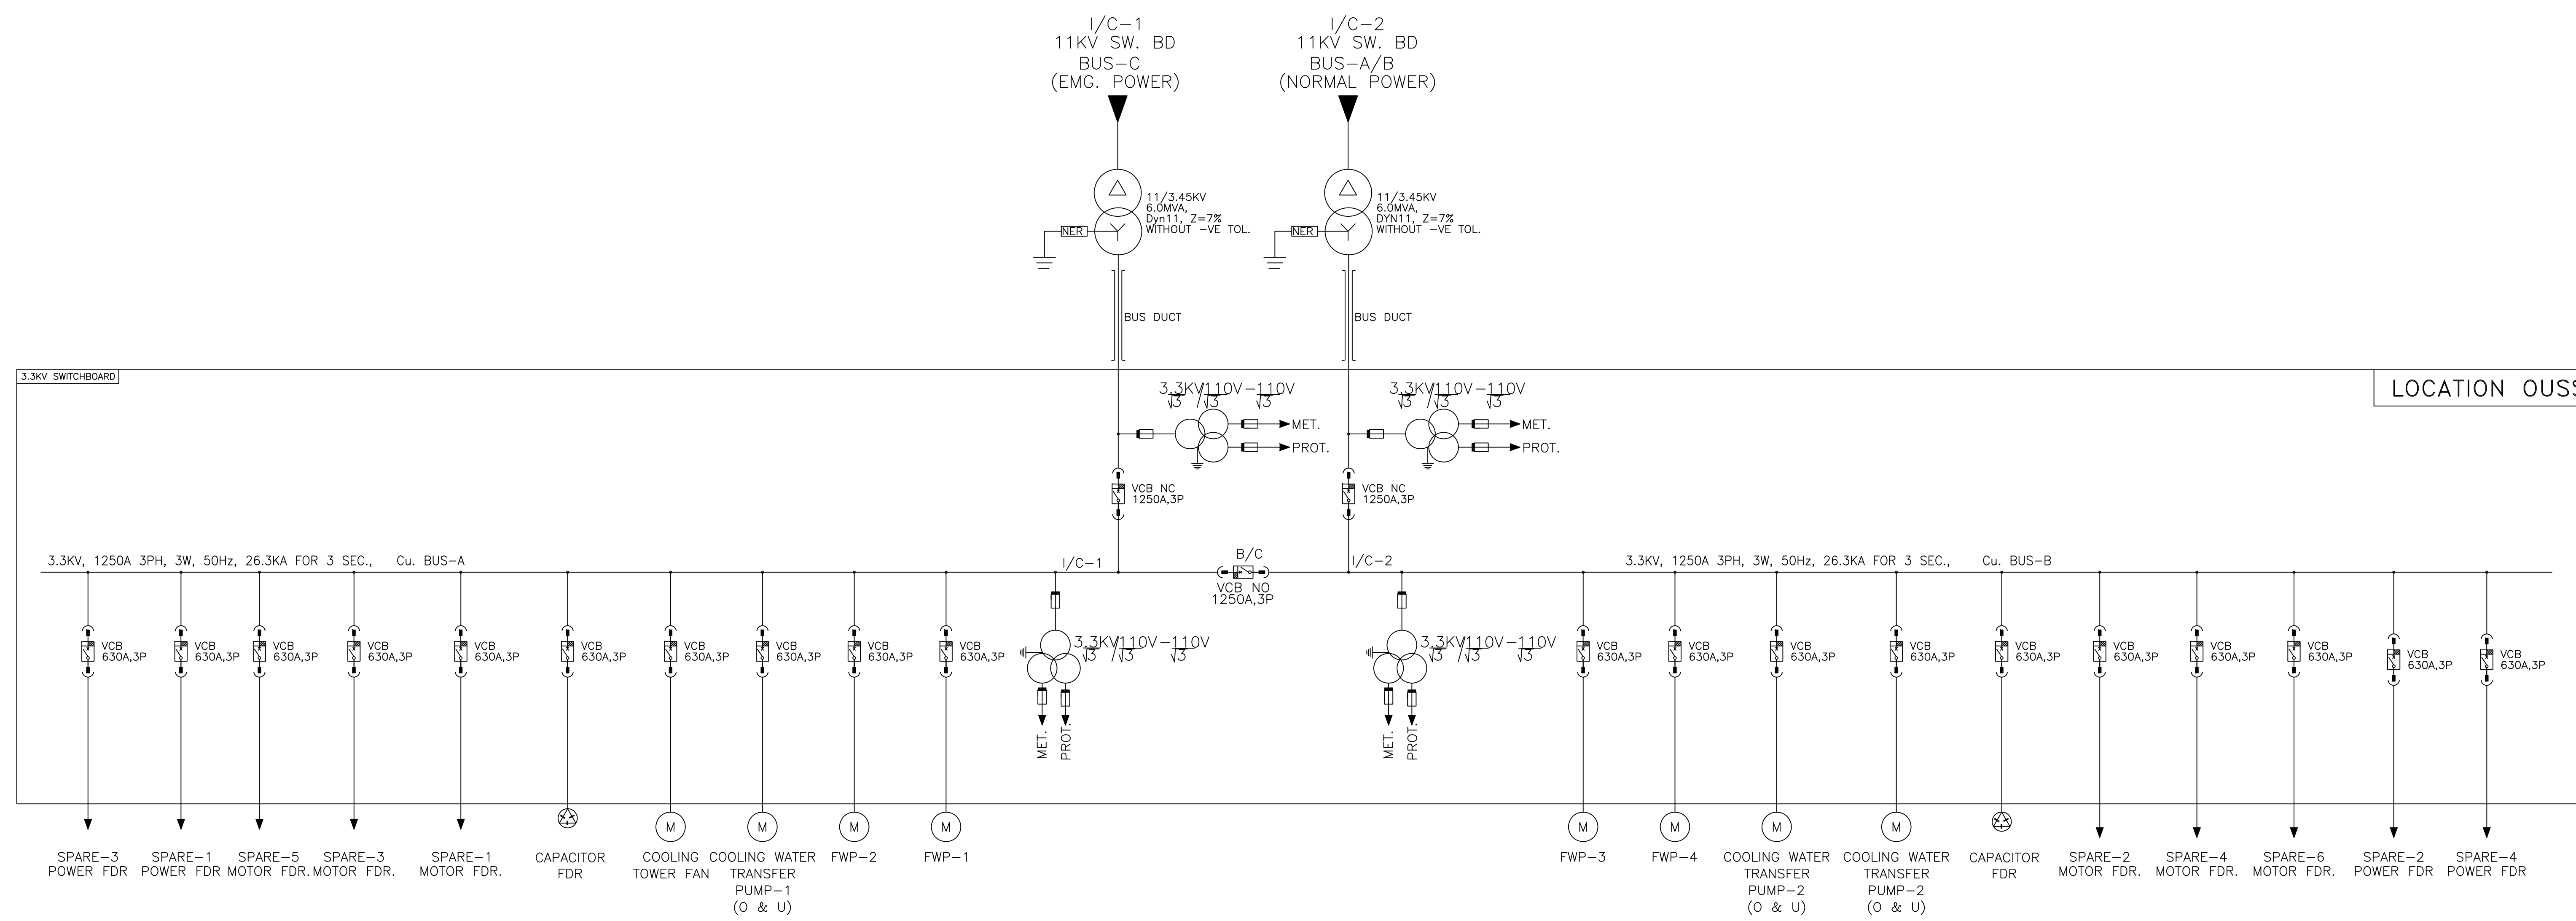 I/C-1
11KV SW. BD
BUS-C
(EMG. POWER)
I/C-2
11KV SW. BD
BUS-A/B
(NORMAL POWER)
11/3.45KV
6.0MVA,
Dyn11, Z=7%
WITHOUT -VE TOL.
NER
11/3.45KV
6.0MVA,
DYN11, Z=7%
WITHOUT -VE TOL.
NER
BUS DUCT
BUS DUCT
3.3KV SWITCHBOARD
LOCATION OUSS
3.3KV/110V-110V
√3 /√3 √3
MET.
PROT.
3.3KV/110V-110V
√3 /√3 √3
MET.
PROT.
VCB NC
1250A,3P
VCB NC
1250A,3P
3.3KV, 1250A 3PH, 3W, 50Hz, 26.3KA FOR 3 SEC., Cu. BUS-A
I/C-1
B/C
VCB NO
1250A,3P
I/C-2
3.3KV, 1250A 3PH, 3W, 50Hz, 26.3KA FOR 3 SEC., Cu. BUS-B
VCB
630A,3P
VCB
630A,3P
VCB
630A,3P
VCB
630A,3P
VCB
630A,3P
VCB
630A,3P
VCB
630A,3P
VCB
630A,3P
VCB
630A,3P
VCB
630A,3P
3.3KV/110V-110V
√3 /√3 √3
MET.
PROT.
3.3KV/110V-110V
√3 /√3 √3
MET.
PROT.
VCB
630A,3P
VCB
630A,3P
VCB
630A,3P
VCB
630A,3P
VCB
630A,3P
VCB
630A,3P
VCB
630A,3P
VCB
630A,3P
VCB
630A,3P
VCB
630A,3P
SPARE-3
POWER FDR
SPARE-1
POWER FDR
SPARE-5
MOTOR FDR.
SPARE-3
MOTOR FDR.
SPARE-1
MOTOR FDR.
CAPACITOR
FDR
M
COOLING
TOWER FAN
M
COOLING WATER
TRANSFER
PUMP-1
(O & U)
M
FWP-2
M
FWP-1
M
FWP-3
M
FWP-4
M
COOLING WATER
TRANSFER
PUMP-2
(O & U)
M
COOLING WATER
TRANSFER
PUMP-2
(O & U)
CAPACITOR
FDR
SPARE-2
MOTOR FDR.
SPARE-4
MOTOR FDR.
SPARE-6
MOTOR FDR.
SPARE-2
POWER FDR
SPARE-4
POWER FDR